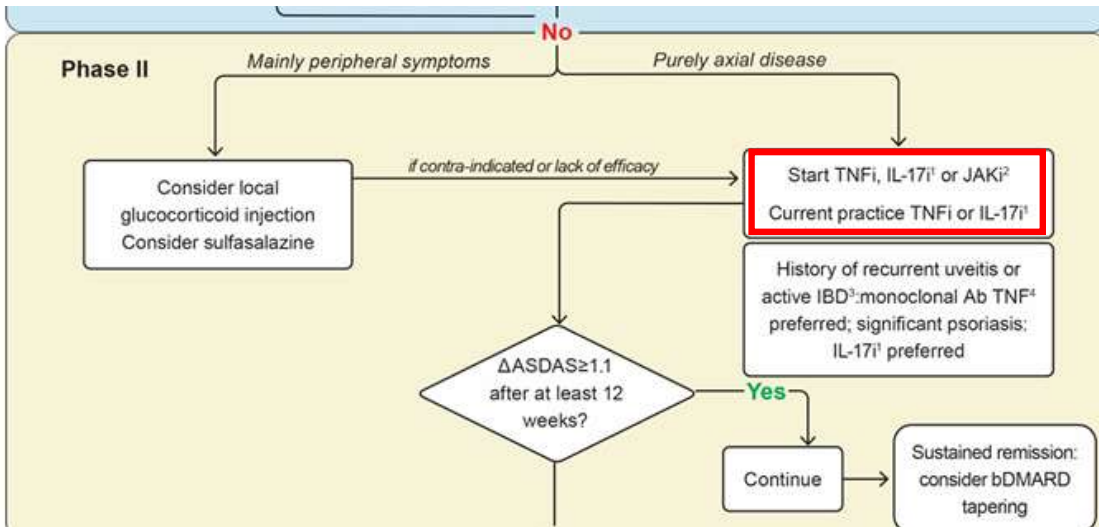 No
Phase II
Mainly peripheral symptoms
Purely axial disease
Consider local
glucocorticoid injection
Consider sulfasalazine
if contra-indicated or lack of efficacy
Start TNFi, IL-17i¹ or JAKi²
Current practice TNFi or IL-17i¹
History of recurrent uveitis or
active IBD³:monoclonal Ab TNF⁴
preferred; significant psoriasis:
IL-17i¹ preferred
ΔASDAS≥1.1
after at least 12
weeks?
Yes
Continue
Sustained remission:
consider bDMARD
tapering